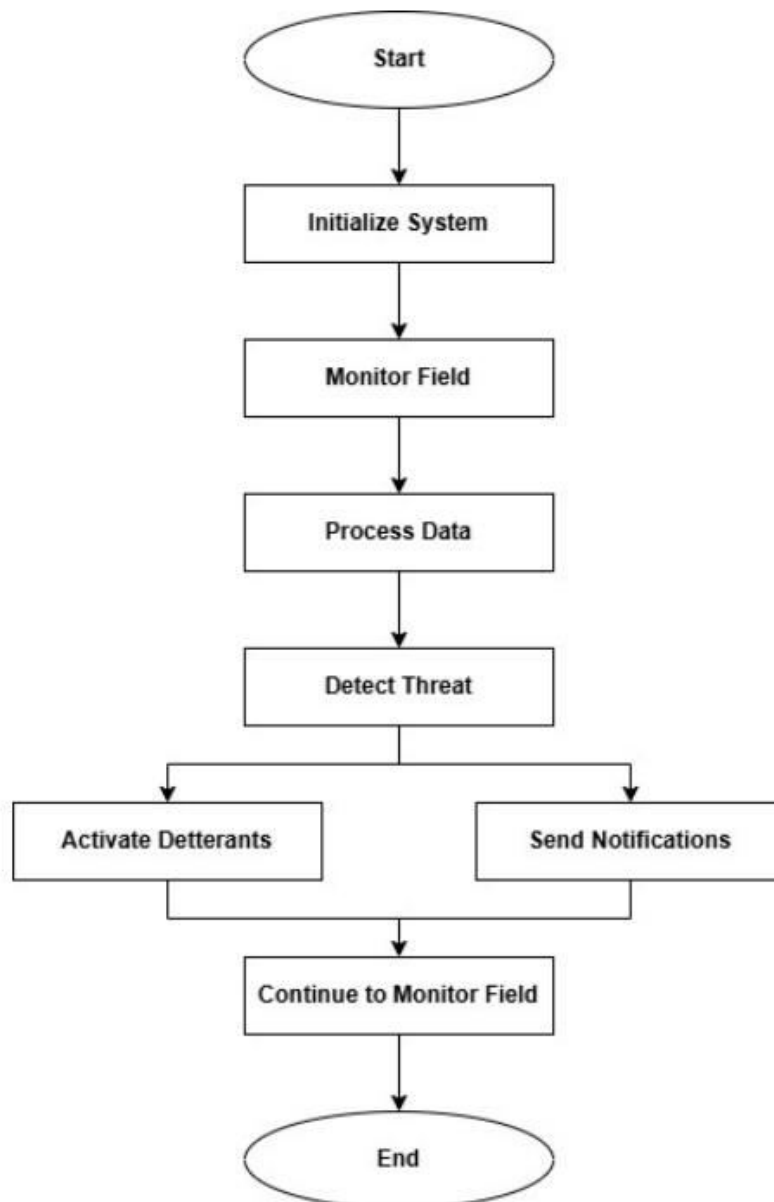 Start
Initialize System
Monitor Field
Process Data
Detect Threat
Activate Detterants
Send Notifications
Continue to Monitor Field
End